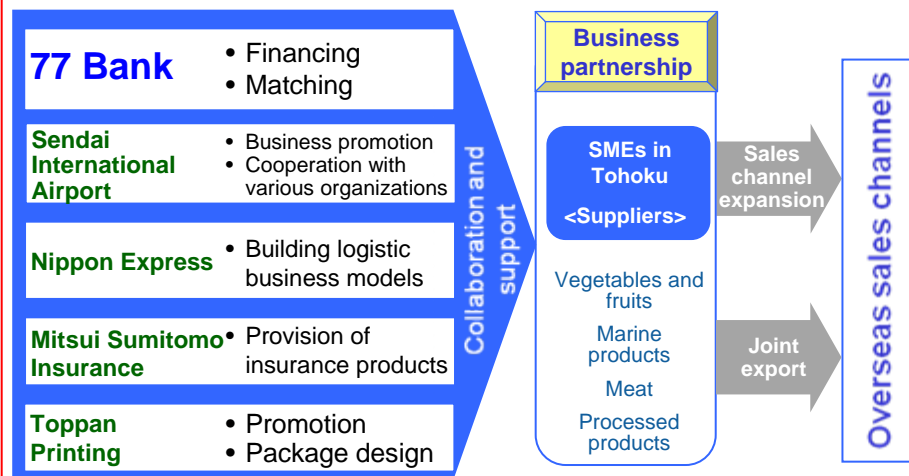 77 Bank
• Financing
• Matching
Sendai
International
Airport
• Business promotion
• Cooperation with
various organizations
Nippon Express
• Building logistic
business models
Mitsui Sumitomo
Insurance
• Provision of
insurance products
Toppan
Printing
• Promotion
• Package design
Collaboration and
support
Business
partnership
SMEs in
Tohoku
<Suppliers>
Vegetables and
fruits
Marine
products
Meat
Processed
products
Sales
channel
expansion
Joint
export
Overseas sales channels